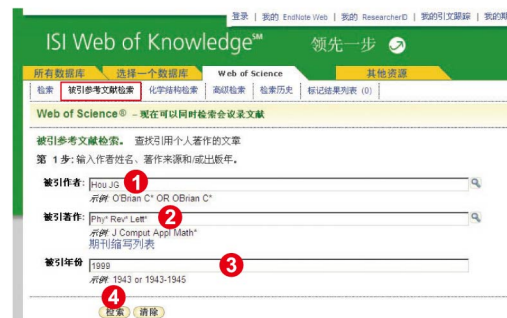 登录 | 我的 EndNote Web | 我的 ResearcherID | 我的引文跟踪 | 我的期
ISI Web of Knowledge℠ 领先一步
所有数据库 选择一个数据库 Web of Science 其他资源
检索 | 被引参考文献检索 | 化学结构检索 | 高级检索 | 检索历史 | 标记结果列表 (0)
Web of Science® – 现在可以同时检索会议录文献
被引参考文献检索。 查找引用个人著作的文章
第 1 步: 输入作者姓名、著作来源和/或出版年。
被引作者: Hou JG 1
示例: O'Brian C* OR OBrian C*
被引著作: Phy* Rev* Lett* 2
示例: J Comput Appl Math*
期刊缩写列表
被引年份 1999 3
示例: 1943 or 1943-1945
4
检索 清除